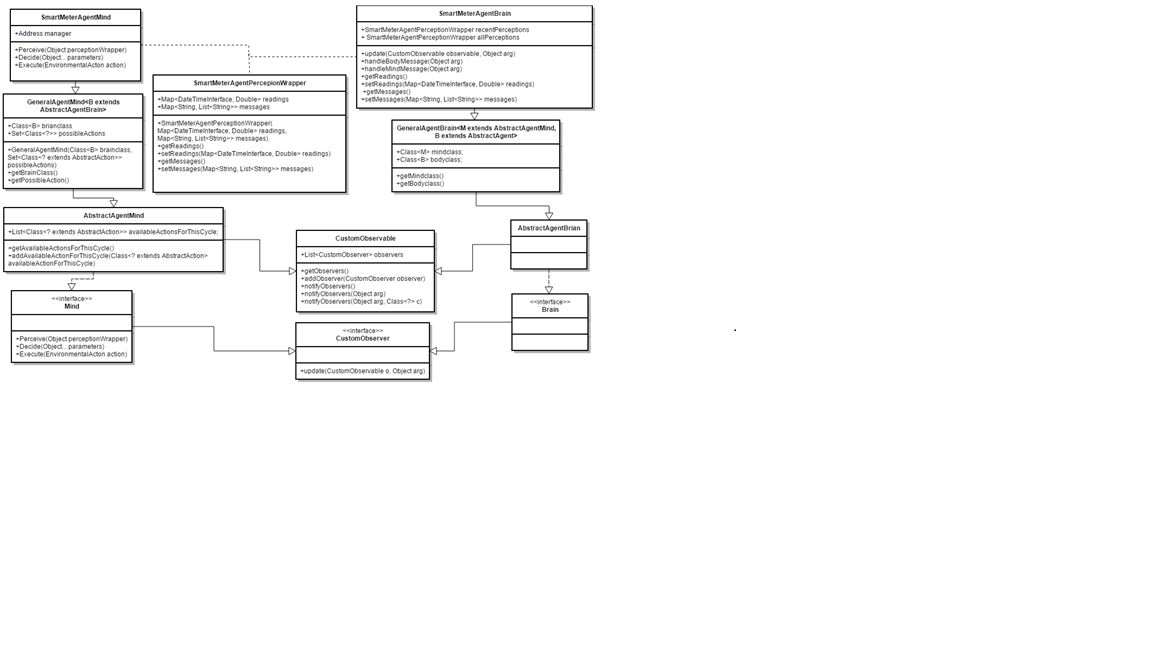 SmartMeterAgentMind
+Address manager
+Perceive(Object perceptionWrapper)
+Decide(Object... parameters)
+Execute(EnvironmentalActon action)
SmartMeterAgentBrain
+SmartMeterAgentPerceptionWrapper recentPerceptions
+ SmartMeterAgentPerceptionWrapper allPerceptions
+update(CustomObservable observable, Object arg)
+handleBodyMessage(Object arg)
+handleMindMessage(Object arg)
+getReadings()
+setReadings(Map<DateTimeInterface, Double> readings)
+getMessages()
+setMessages(Map<String, List<String>> messages)
SmartMeterAgentPercepionWrapper
+Map<DateTimeInterface, Double> readings
+Map<String, List<String>> messages
+SmartMeterAgentPerceptionWrapper(
Map<DateTimeInterface, Double> readings,
Map<String, List<String>> messages)
+getReadings()
+setReadings(Map<DateTimeInterface, Double> readings)
+getMessages()
+setMessages(Map<String, List<String>> messages)
GeneralAgentMind<B extends
AbstractAgentBrain>
+Class<B> brianclass
+Set<Class<?>> possibleActions
+GeneralAgentMind(Class<B> brainclass,
Set<Class<? extends AbstractAction>>
possibleActions)
+getBrainClass()
+getPossibleAction()
GeneralAgentBrain<M extends AbstractAgentMind,
B extends AbstractAgent>
+Class<M> mindclass;
+Class<B> bodyclass;
+getMindclass()
+getBodyclass()
AbstractAgentMind
+List<Class<? extends AbstractAction>> availableActionsForThisCycle;
+getAvailableActionsForThisCycle()
+addAvailableActionForThisCycle(Class<? extends AbstractAction>
availableActionForThisCycle)
CustomObservable
+List<CustomObserver> observers
+getObservers()
+addObserver(CustomObserver observer)
+notifyObservers()
+notifyObservers(Object arg)
+notifyObservers(Object arg, Class<?> c)
AbstractAgentBrian
<<interface>>
Mind
+Perceive(Object perceptionWrapper)
+Decide(Object... parameters)
+Execute(EnvironmentalActon action)
<<interface>>
CustomObserver
+update(CustomObservable o, Object arg)
<<interface>>
Brain